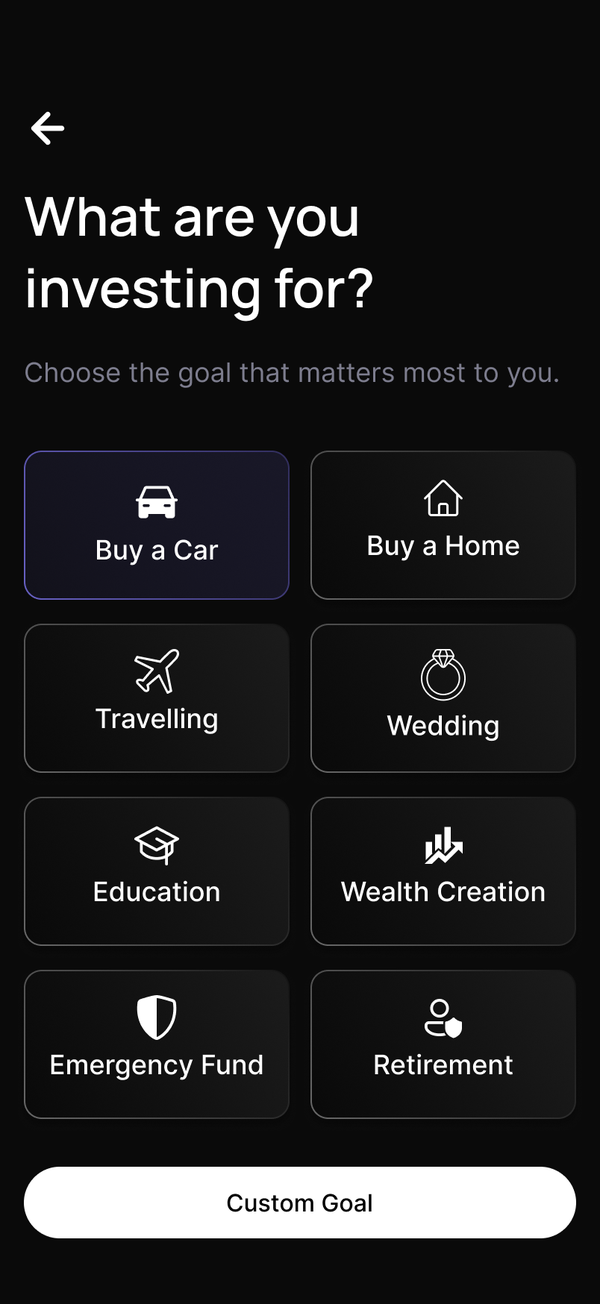 What are you
investing for?
Choose the goal that matters most to you.
Buy a Car
Buy a Home
Travelling
Wedding
Education
Wealth Creation
Emergency Fund
Retirement
Custom Goal